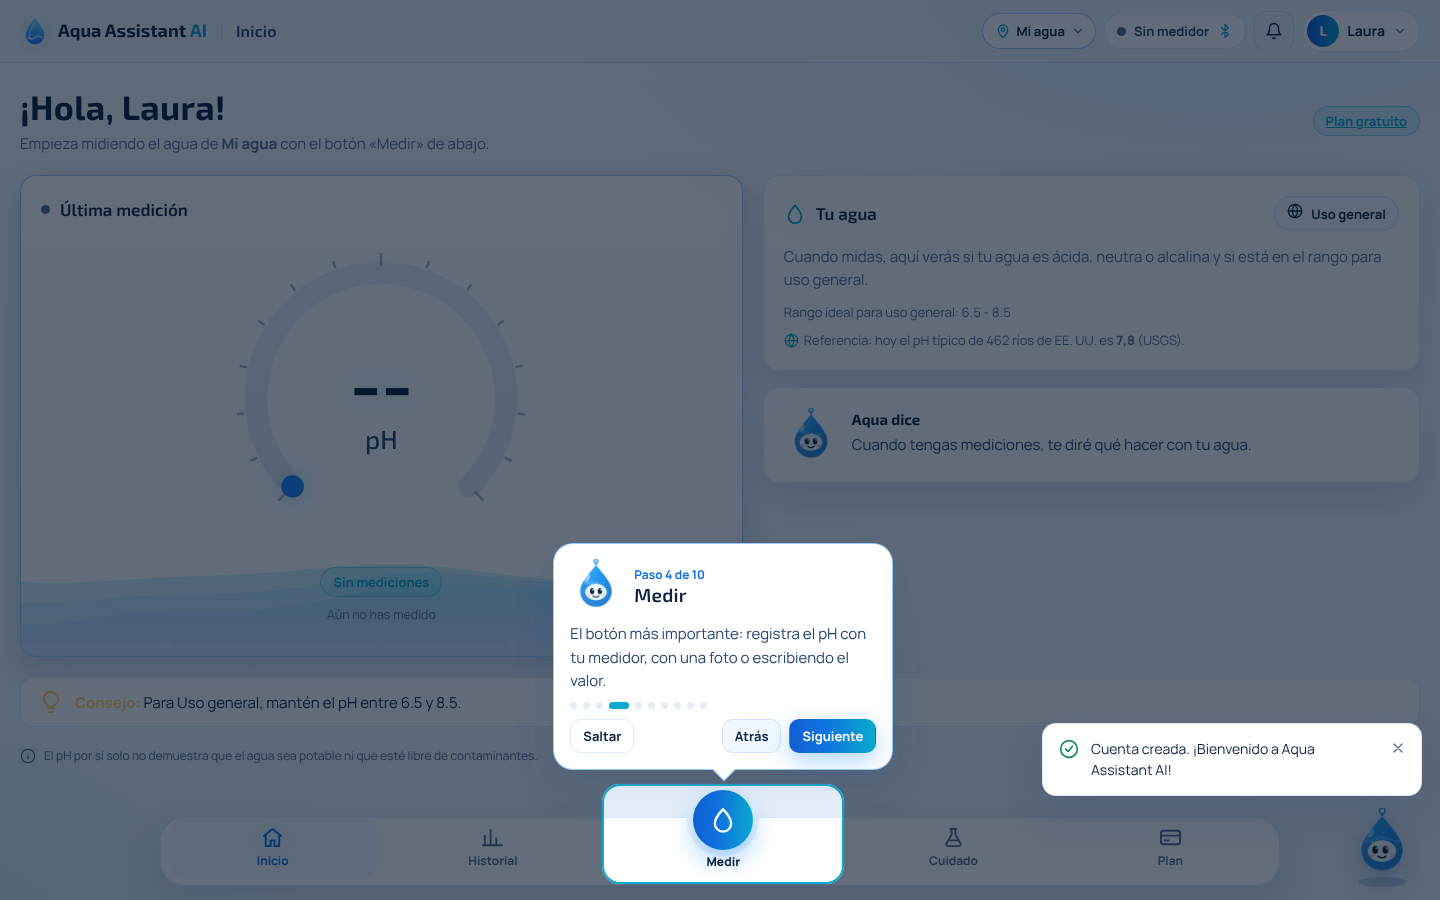 Aqua Assistant AI
Inicio
Mi agua
Sin medidor
L
Laura
¡Hola, Laura!
Empieza midiendo el agua de Mi agua con el botón «Medir» de abajo.
Plan gratuito
Última medición
--
pH
Sin mediciones
Aún no has medido
Tu agua
Uso general
Cuando midas, aquí verás si tu agua es ácida, neutra o alcalina y si está en el rango para
uso general.
Rango ideal para uso general: 6.5 - 8.5
Referencia: hoy el pH típico de 462 ríos de EE. UU. es 7,8 (USGS).
Aqua dice
Cuando tengas mediciones, te diré qué hacer con tu agua.
Paso 4 de 10
Medir
El botón más importante: registra el pH con
tu medidor, con una foto o escribiendo el
valor.
Saltar
Atrás
Siguiente
Consejo: Para Uso general, mantén el pH entre 6.5 y 8.5.
El pH por sí solo no demuestra que el agua sea potable ni que esté libre de contaminantes.
Cuenta creada. ¡Bienvenido a Aqua
Assistant AI!
Inicio
Historial
Medir
Cuidado
Plan